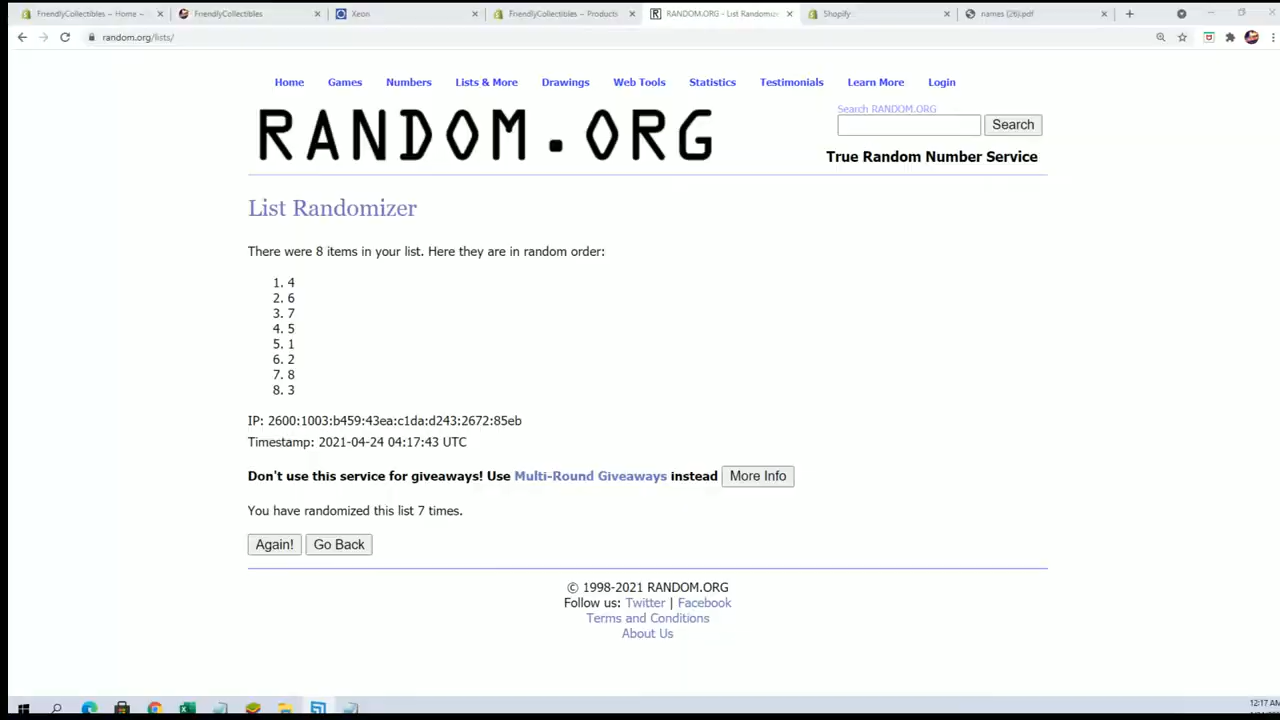 FriendlyCollectibles ~ Home ~
FriendlyCollectibles
Xeon
FriendlyCollectibles ~ Products
RANDOM.ORG - List Randomize
Shopify
names (26).pdf
random.org/lists/
Home Games Numbers Lists & More Drawings Web Tools Statistics Testimonials Learn More Login
RANDOM.ORG
Search RANDOM.ORG
Search
True Random Number Service
List Randomizer
There were 8 items in your list. Here they are in random order:
1. 4
2. 6
3. 7
4. 5
5. 1
6. 2
7. 8
8. 3
IP: 2600:1003:b459:43ea:c1da:d243:2672:85eb
Timestamp: 2021-04-24 04:17:43 UTC
Don't use this service for giveaways! Use Multi-Round Giveaways instead More Info
You have randomized this list 7 times.
Again! Go Back
© 1998-2021 RANDOM.ORG
Follow us: Twitter | Facebook
Terms and Conditions
About Us
12:17 AM